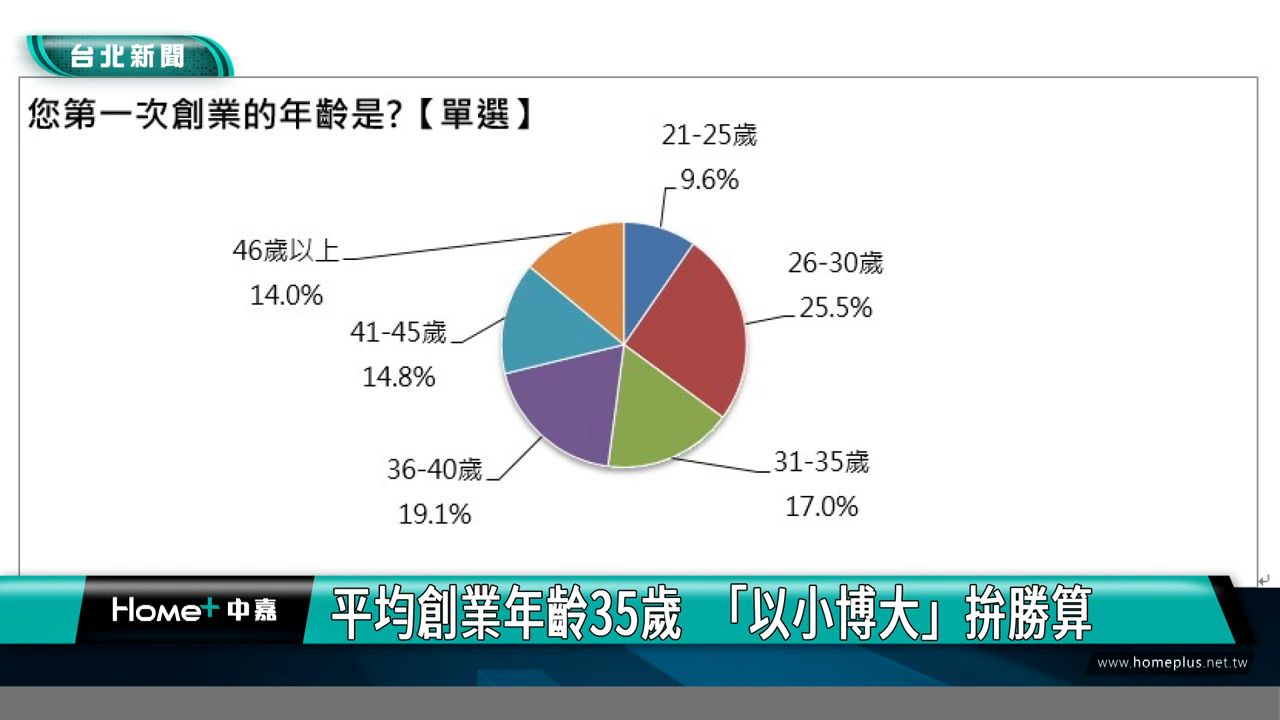 台北新聞
您第一次創業的年齡是?【單選】
21-25歲
9.6%
26-30歲
25.5%
31-35歲
17.0%
36-40歲
19.1%
41-45歲
14.8%
46歲以上
14.0%
Home+中嘉
平均創業年齡35歲 「以小博大」拚勝算
www.homeplus.net.tw